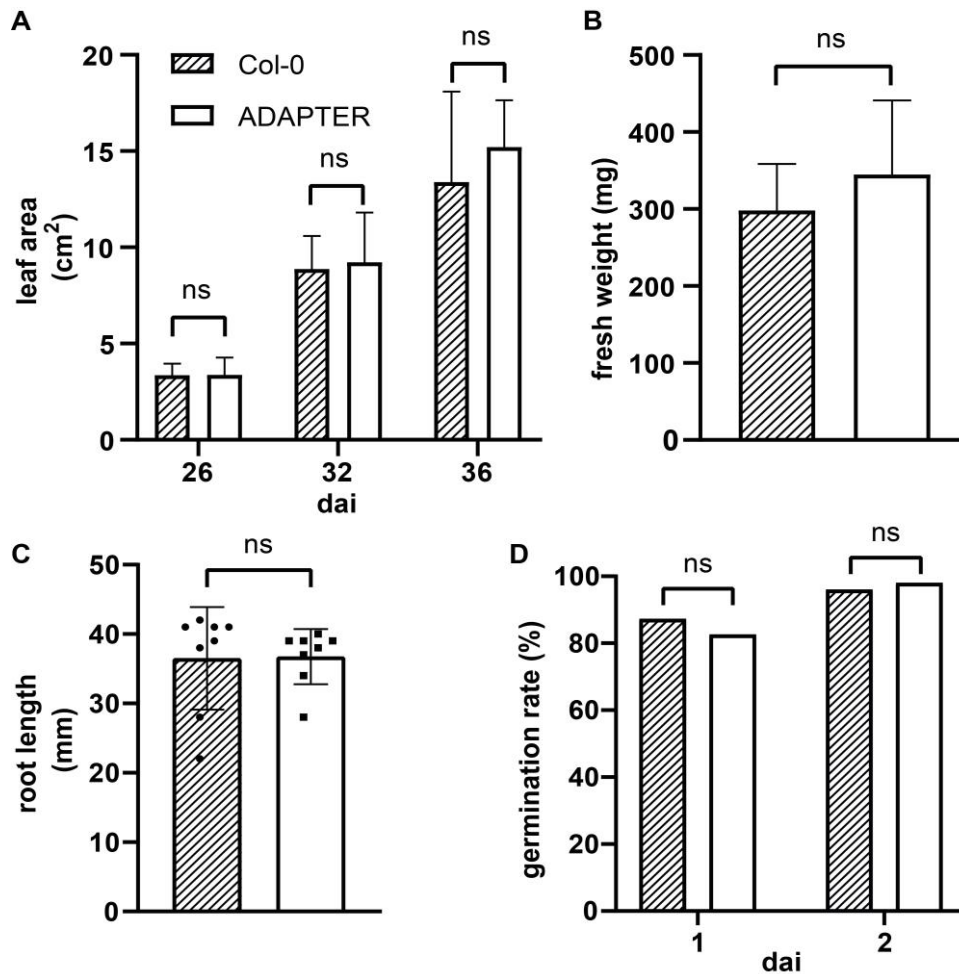 A
leaf area
(cm²)
20
15
10
5
0
Col-0
ADAPTER
ns
ns
ns
26
32
36
dai
B
fresh weight (mg)
500
400
300
200
100
0
ns
C
root length
(mm)
50
40
30
20
10
0
ns
D
germination rate (%)
100
80
60
40
20
0
ns
ns
1
2
dai